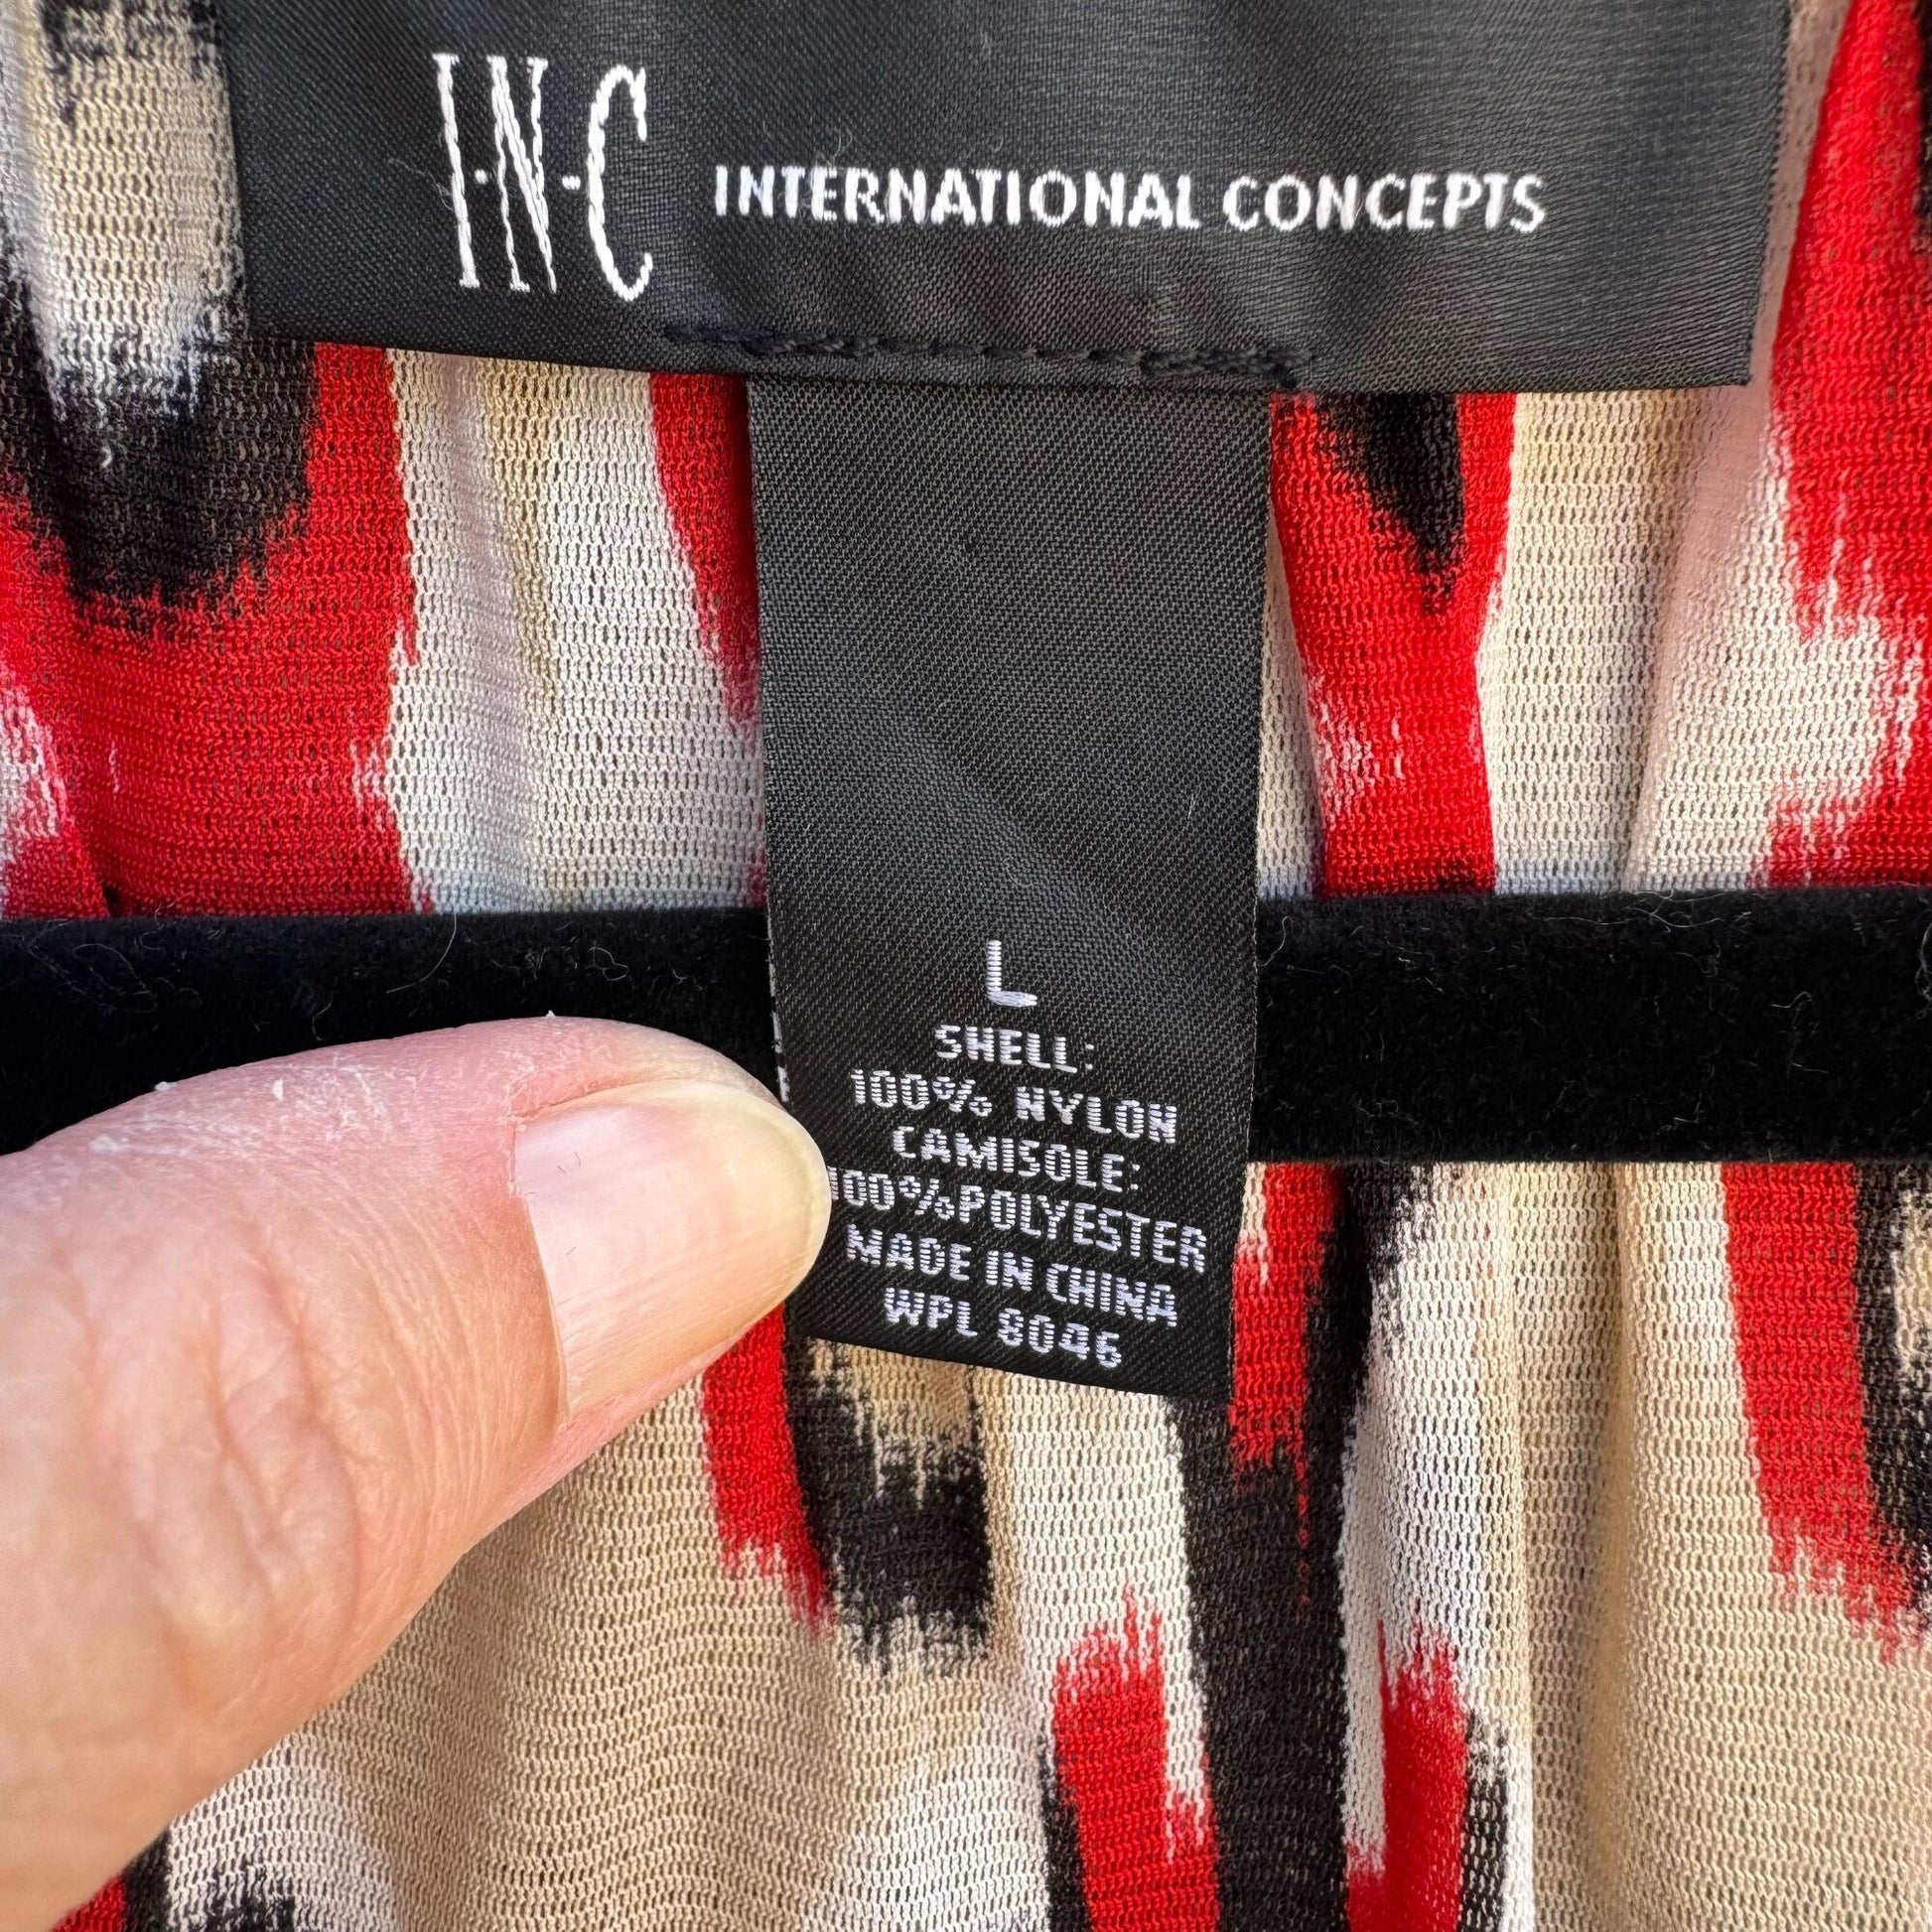 I·N·C INTERNATIONAL CONCEPTS
L
SHELL:
100% NYLON
CAMISOLE:
100%POLYESTER
MADE IN CHINA
WPL 8046